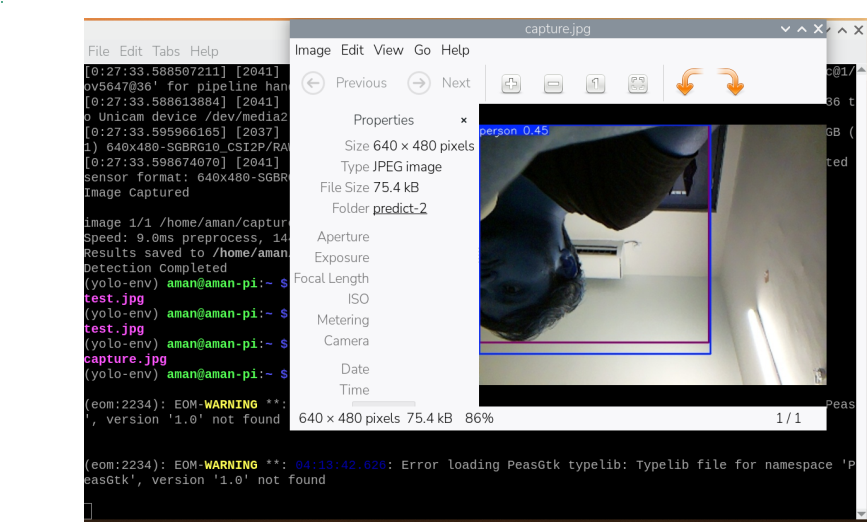 capture.jpg
File Edit Tabs Help
Image Edit View Go Help
Previous Next
Properties ×
Size 640 × 480 pixels
Type JPEG image
File Size 75.4 kB
Folder predict-2
Aperture
Exposure
Focal Length
ISO
Metering
Camera
Date
Time
person 0.45
640 × 480 pixels 75.4 kB 86% 1 / 1
[0:27:33.588507211] [2041] c@1/
ov5647@36' for pipeline han
[0:27:33.588613884] [2041] 36 t
o Unicam device /dev/media2
[0:27:33.595966165] [2037] GB (
1) 640x480-SGBRG10_CSI2P/RA
[0:27:33.598674070] [2041] ted
sensor format: 640x480-SGBR
Image Captured
image 1/1 /home/aman/captur
Speed: 9.0ms preprocess, 14
Results saved to /home/aman
Detection Completed
(yolo-env) aman@aman-pi:~ $
test.jpg
(yolo-env) aman@aman-pi:~ $
test.jpg
(yolo-env) aman@aman-pi:~ $
capture.jpg
(yolo-env) aman@aman-pi:~ $
(eom:2234): EOM-WARNING **: Peas
', version '1.0' not found
(eom:2234): EOM-WARNING **: 04:13:42.626: Error loading PeasGtk typelib: Typelib file for namespace 'P
easGtk', version '1.0' not found